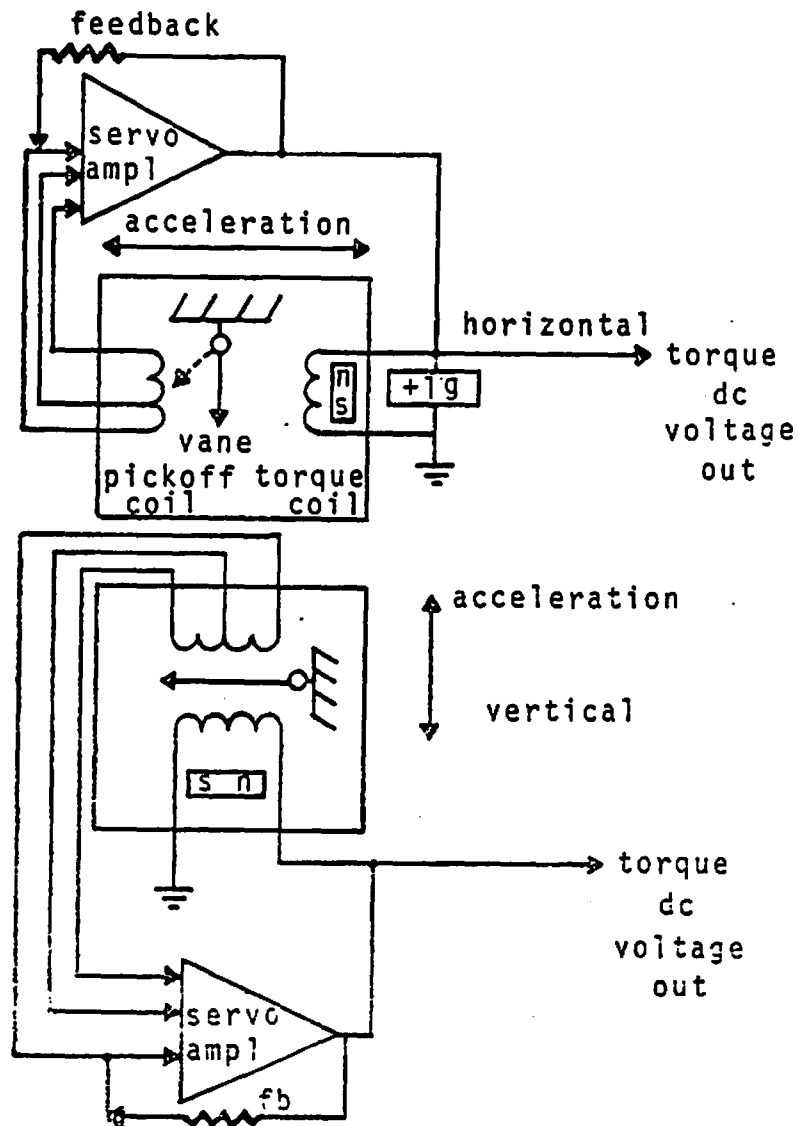 feedback
servo
ampl
acceleration
horizontal
torque
dc
voltage
out
n
s
+1g
vane
pickoff torque
coil coil
acceleration
vertical
s n
torque
dc
voltage
out
servo
ampl
fb